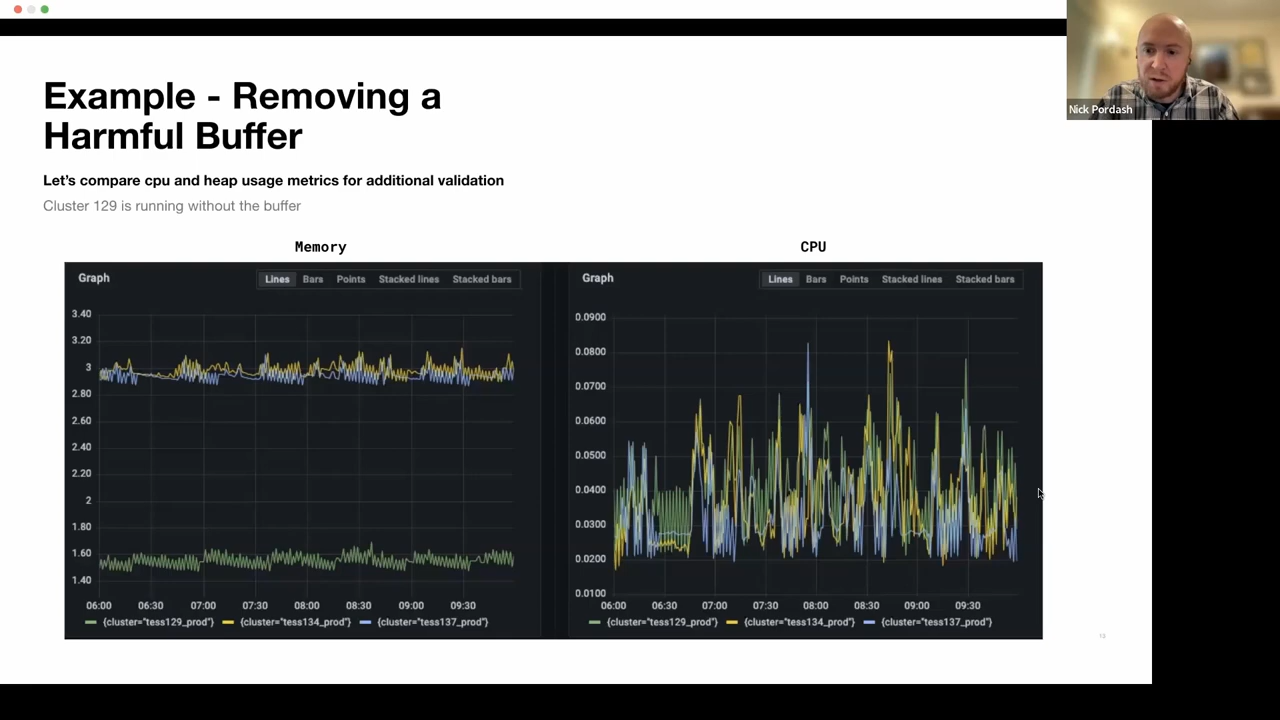 Example - Removing a
Harmful Buffer
Let's compare cpu and heap usage metrics for additional validation
Cluster 129 is running without the buffer
Nick Pordash
Memory
Graph
Lines Bars Points Stacked lines Stacked bars
3.40
3.20
3
2.80
2.60
2.40
2.20
2
1.80
1.60
1.40
06:00 06:30 07:00 07:30 08:00 08:30 09:00 09:30
{cluster="tess129_prod"} {cluster="tess134_prod"} {cluster="tess137_prod"}
CPU
Graph
Lines Bars Points Stacked lines Stacked bars
0.0900
0.0800
0.0700
0.0600
0.0500
0.0400
0.0300
0.0200
0.0100
06:00 06:30 07:00 07:30 08:00 08:30 09:00 09:30
{cluster="tess129_prod"} {cluster="tess134_prod"} {cluster="tess137_prod"}